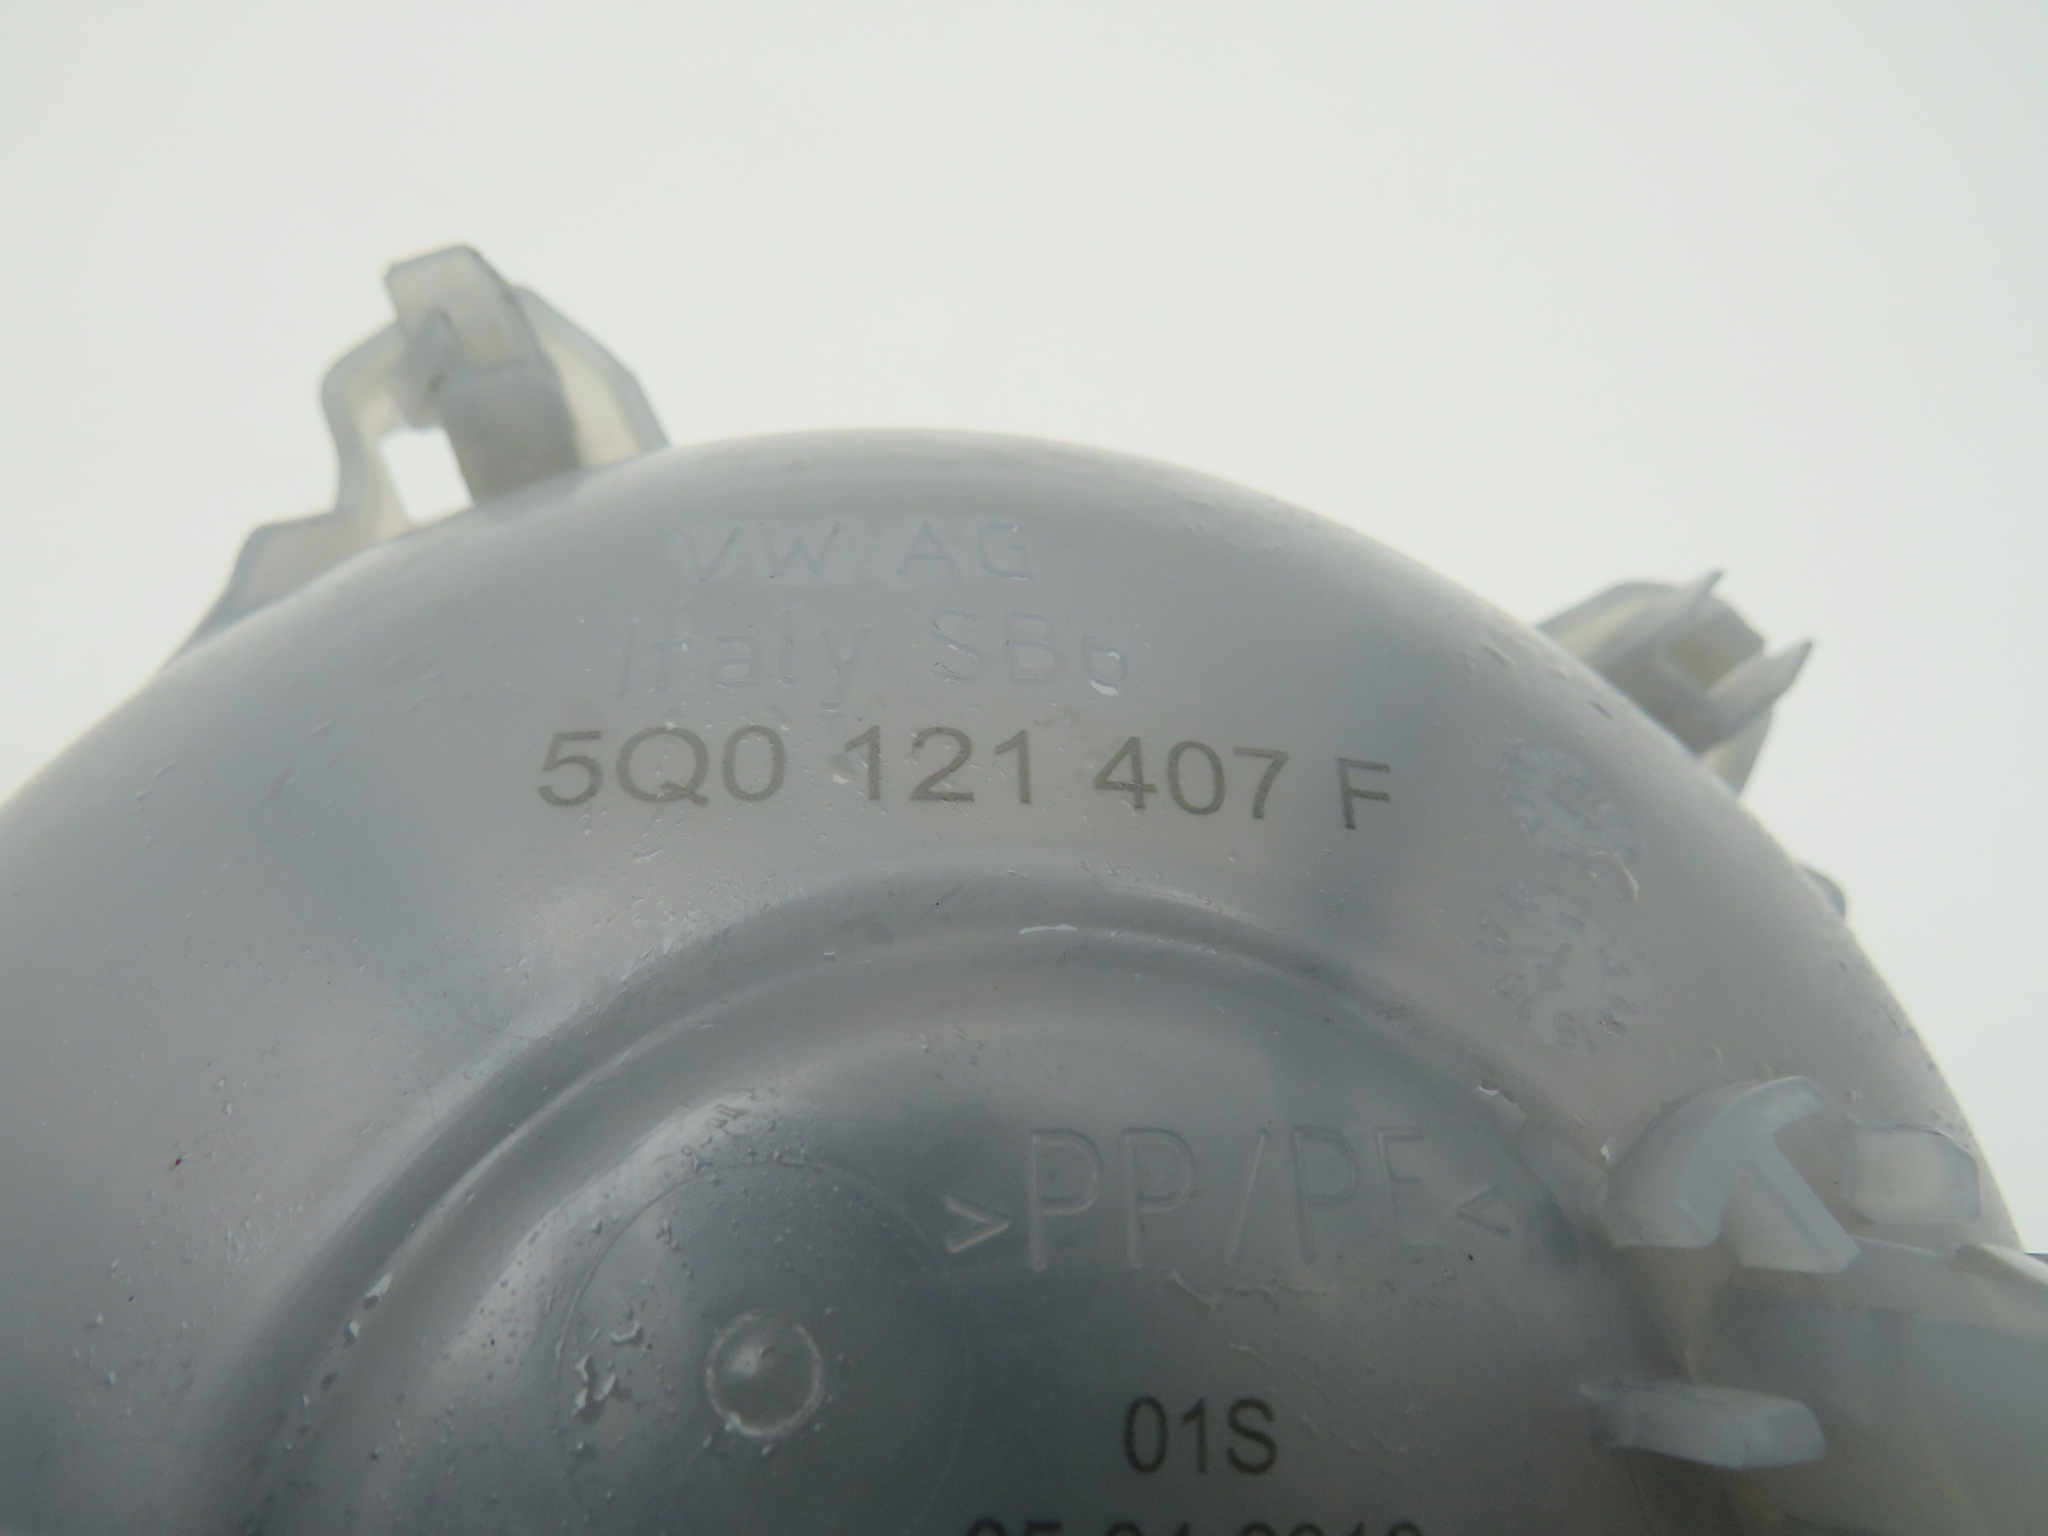 VW AG
Italy SB6
5Q0 121 407 F
>PP/PE<
01S